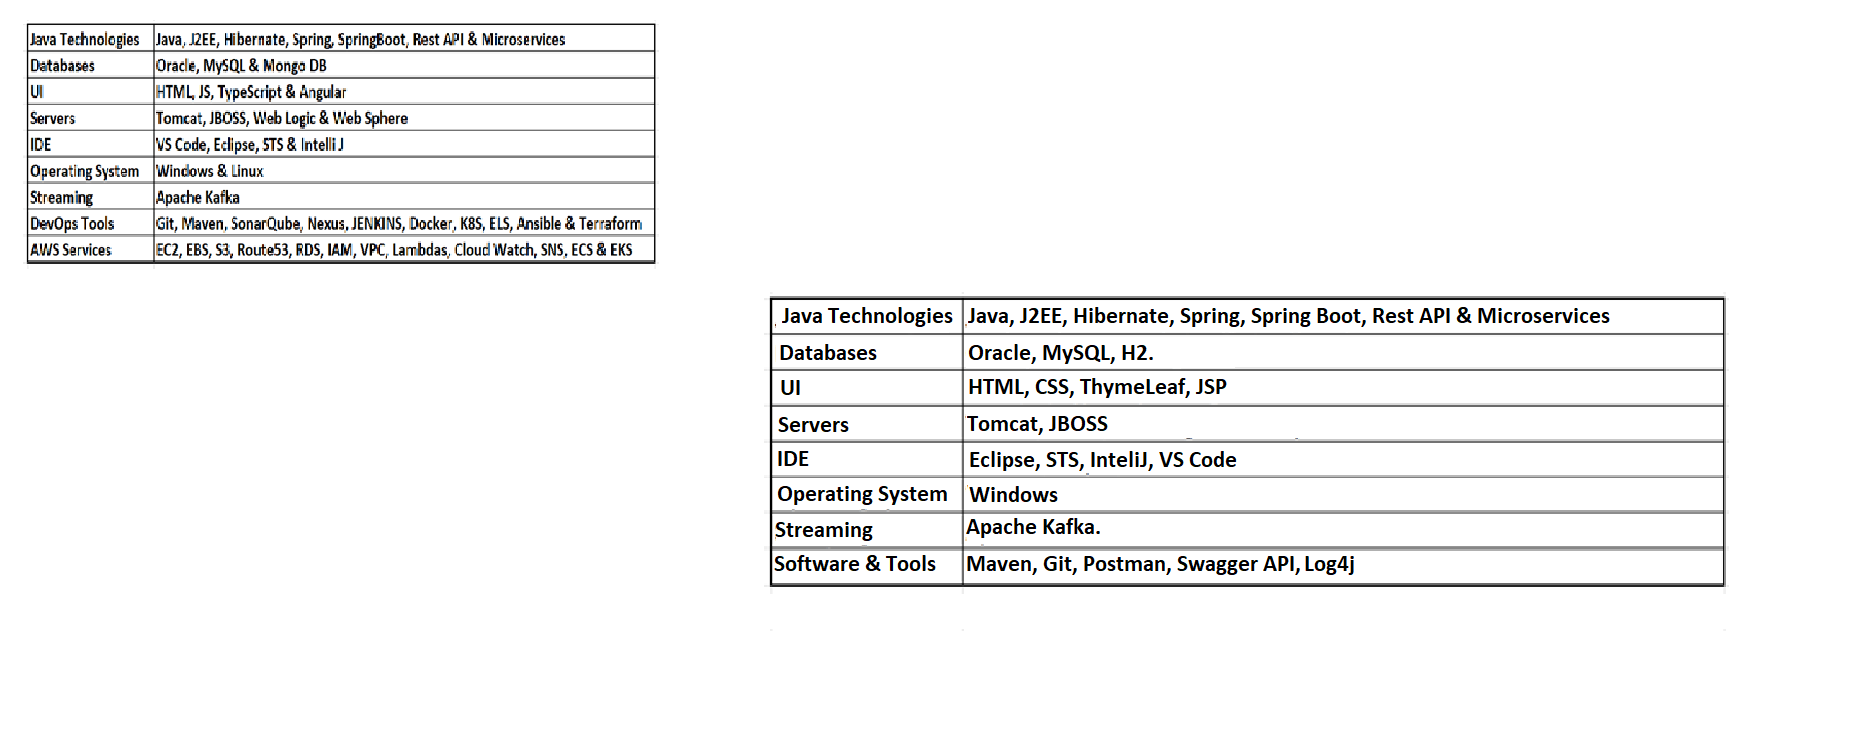 Java Technologies Java, J2EE, Hibernate, Spring, SpringBoot, Rest API & Microservices
Databases Oracle, MySQL & Mongo DB
UI HTML, JS, TypeScript & Angular
Servers Tomcat, JBOSS, Web Logic & Web Sphere
IDE VS Code, Eclipse, STS & Intelli J
Operating System Windows & Linux
Streaming Apache Kafka
DevOps Tools Git, Maven, SonarQube, Nexus, JENKINS, Docker, K8S, ELS, Ansible & Terraform
AWS Services EC2, EBS, S3, Route53, RDS, IAM, VPC, Lambdas, Cloud Watch, SNS, ECS & EKS
Java Technologies Java, J2EE, Hibernate, Spring, Spring Boot, Rest API & Microservices
Databases Oracle, MySQL, H2.
UI HTML, CSS, ThymeLeaf, JSP
Servers Tomcat, JBOSS
IDE Eclipse, STS, InteliJ, VS Code
Operating System Windows
Streaming Apache Kafka.
Software & Tools Maven, Git, Postman, Swagger API, Log4j